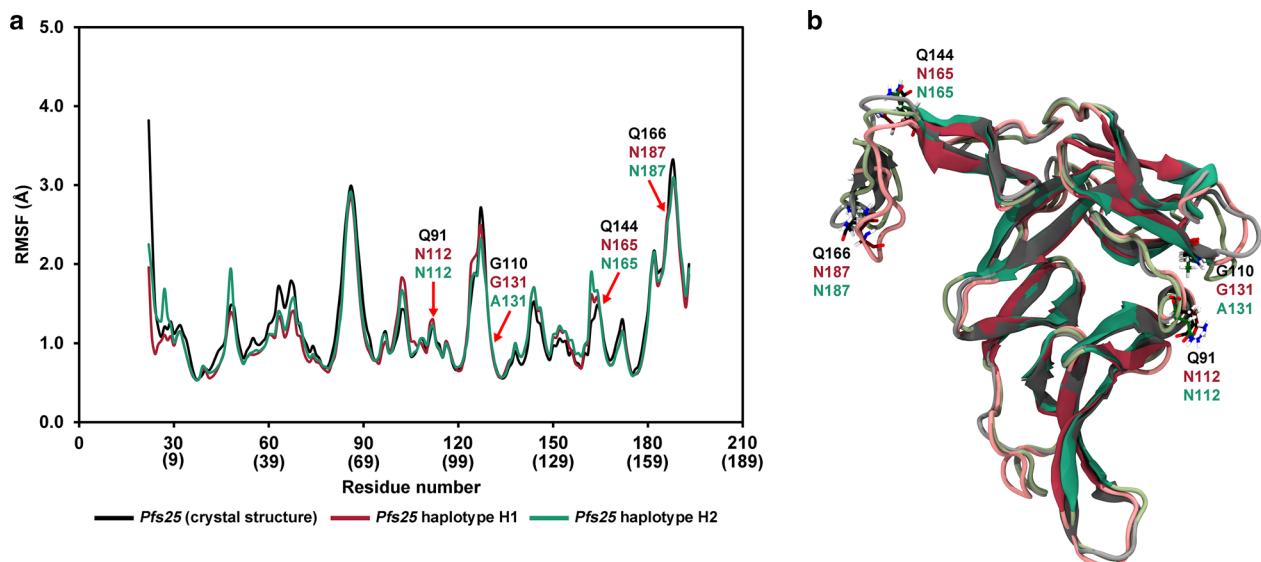 a
RMSF (Å)
5.0
4.0
3.0
2.0
1.0
0.0
Q91
N112
N112
G110
G131
A131
Q144
N165
N165
Q166
N187
N187
0 30 60 90 120 150 180 210
(9) (39) (69) (99) (129) (159) (189)
Residue number
Pfs25 (crystal structure) Pfs25 haplotype H1 Pfs25 haplotype H2
b
Q144
N165
N165
Q166
N187
N187
G110
G131
A131
Q91
N112
N112